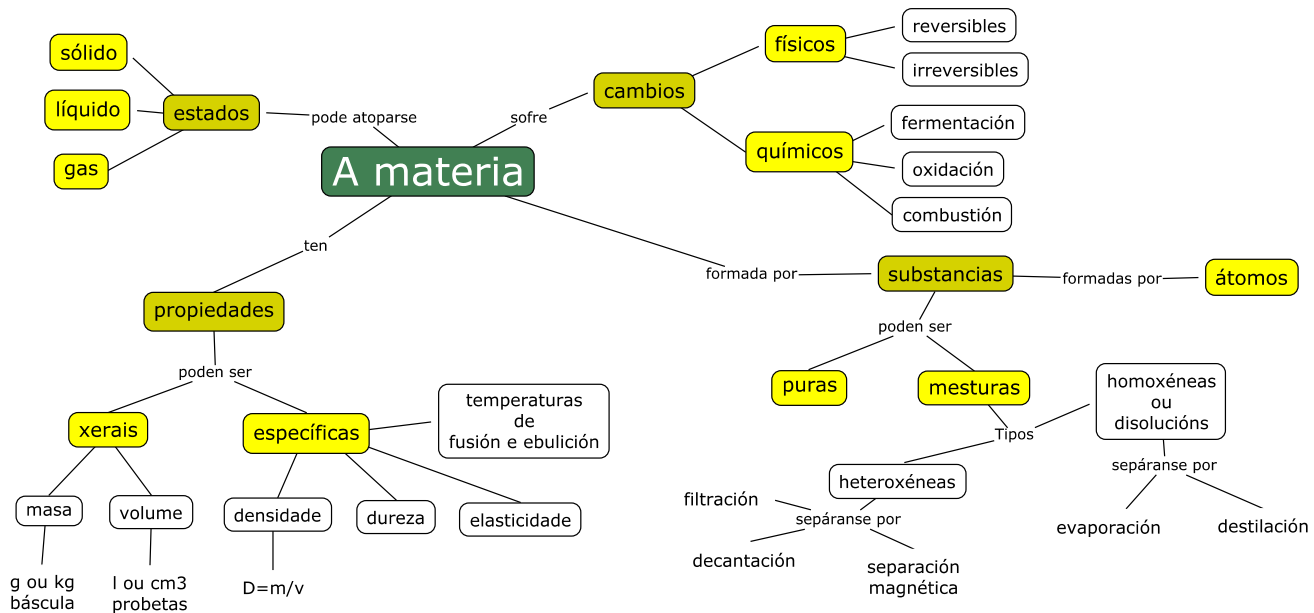 A materia
pode atoparse
estados
sólido
líquido
gas
sofre
cambios
físicos
reversibles
irreversibles
químicos
fermentación
oxidación
combustión
ten
propiedades
poden ser
xerais
masa
g ou kg
báscula
volume
l ou cm3
probetas
específicas
temperaturas
de
fusión e ebulición
densidade
D=m/v
dureza
elasticidade
formada por
substancias
formadas por
átomos
poden ser
puras
mesturas
Tipos
homoxéneas
ou
disolucións
sepáranse por
evaporación
destilación
heteroxéneas
sepáranse por
filtración
decantación
separación
magnética